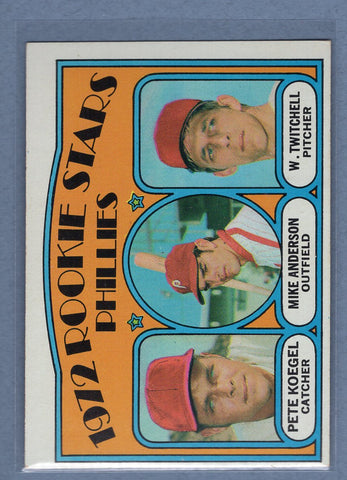 1972 ROOKIE STARS
PHILLIES
PETE KOEGEL
CATCHER
MIKE ANDERSON
OUTFIELD
W. TWITCHELL
PITCHER